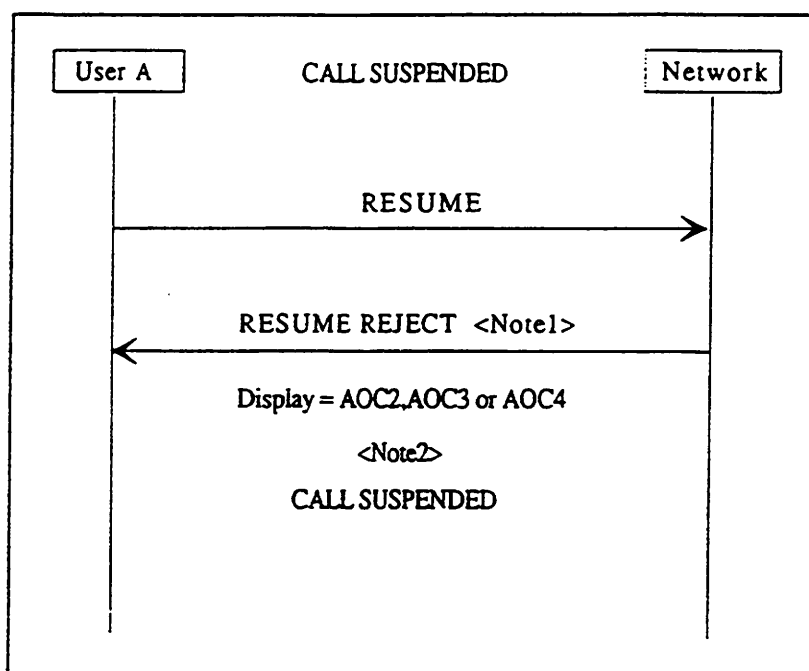 User A CALL SUSPENDED Network
RESUME
RESUME REJECT <Note1>
Display = AOC2,AOC3 or AOC4
<Note2>
CALL SUSPENDED